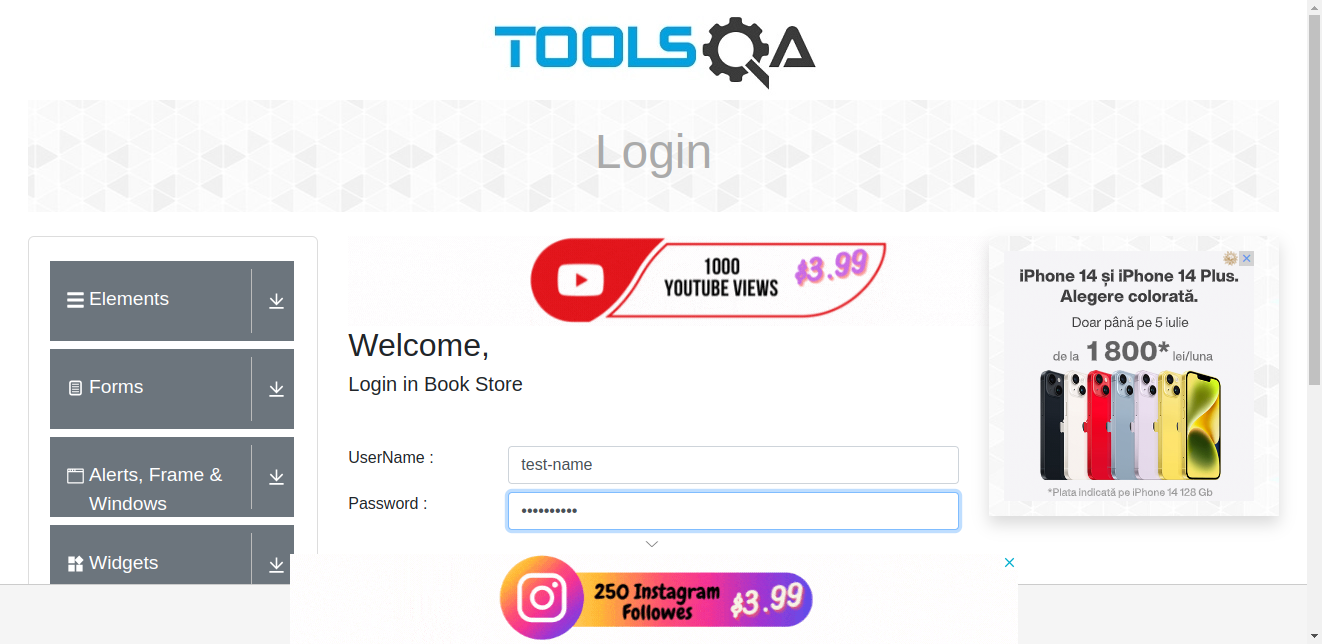 TOOLSQA
Login
Elements
Forms
Alerts, Frame &
Windows
Widgets
1000
YOUTUBE VIEWS
$3.99
Welcome,
Login in Book Store
UserName :
test-name
Password :
••••••••••
iPhone 14 și iPhone 14 Plus.
Alegere colorată.
Doar până pe 5 iulie
de la 1 800* lei/luna
*Plata indicată pe iPhone 14 128 Gb
250 Instagram
Followes
$3.99